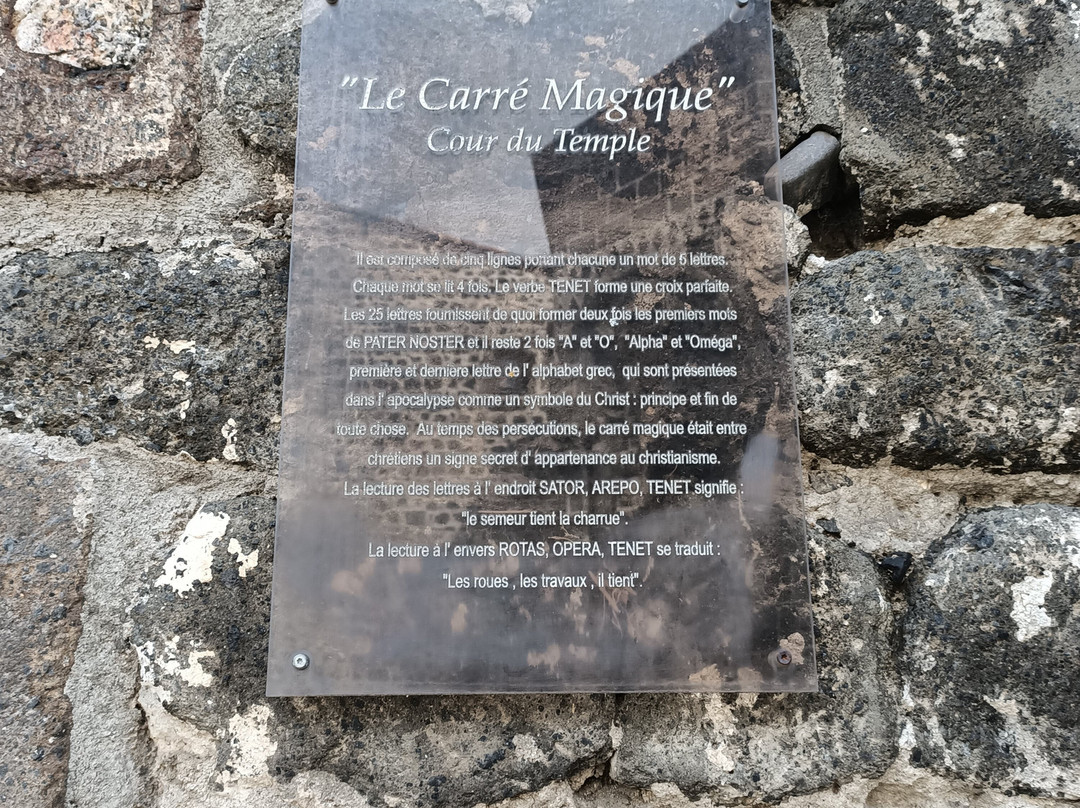 "Le Carré Magique"
Cour du Temple
Il est composé de cinq lignes portant chacune un mot de 5 lettres.
Chaque mot se lit 4 fois. Le verbe TENET forme une croix parfaite.
Les 25 lettres fournissent de quoi former deux fois les premiers mots
de PATER NOSTER et il reste 2 fois "A" et "O", "Alpha" et "Oméga",
première et dernière lettre de l' alphabet grec, qui sont présentées
dans l' apocalypse comme un symbole du Christ : principe et fin de
toute chose. Au temps des persécutions, le carré magique était entre
chrétiens un signe secret d' appartenance au christianisme.
La lecture des lettres à l' endroit SATOR, AREPO, TENET signifie :
"le semeur tient la charrue".
La lecture à l' envers ROTAS, OPERA, TENET se traduit :
"Les roues , les travaux , il tient".